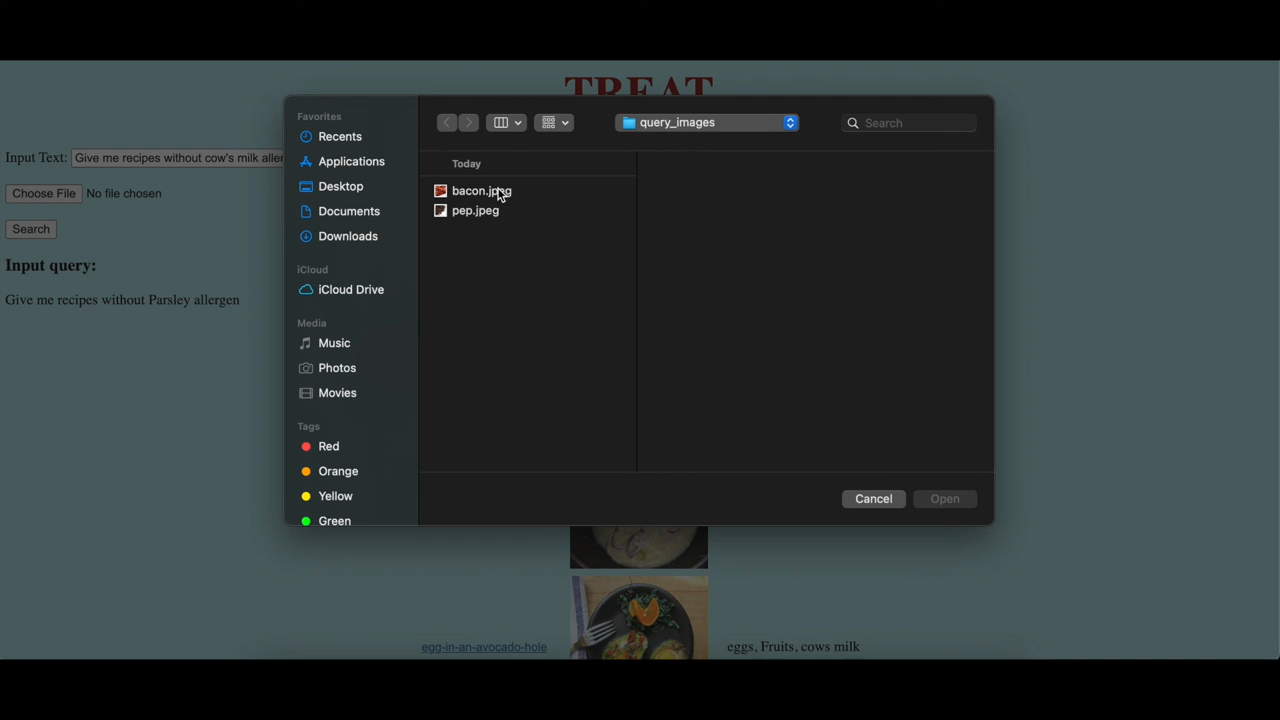 TREAT
Favorites
Recents
Applications
Desktop
Documents
Downloads
iCloud
iCloud Drive
Media
Music
Photos
Movies
Tags
Red
Orange
Yellow
Green
query_images
Search
Today
bacon.jpeg
pep.jpeg
Cancel
Open
Input Text: Give me recipes without cow's milk aller
Choose File No file chosen
Search
Input query:
Give me recipes without Parsley allergen
egg-in-an-avocado-hole
eggs, Fruits, cows milk